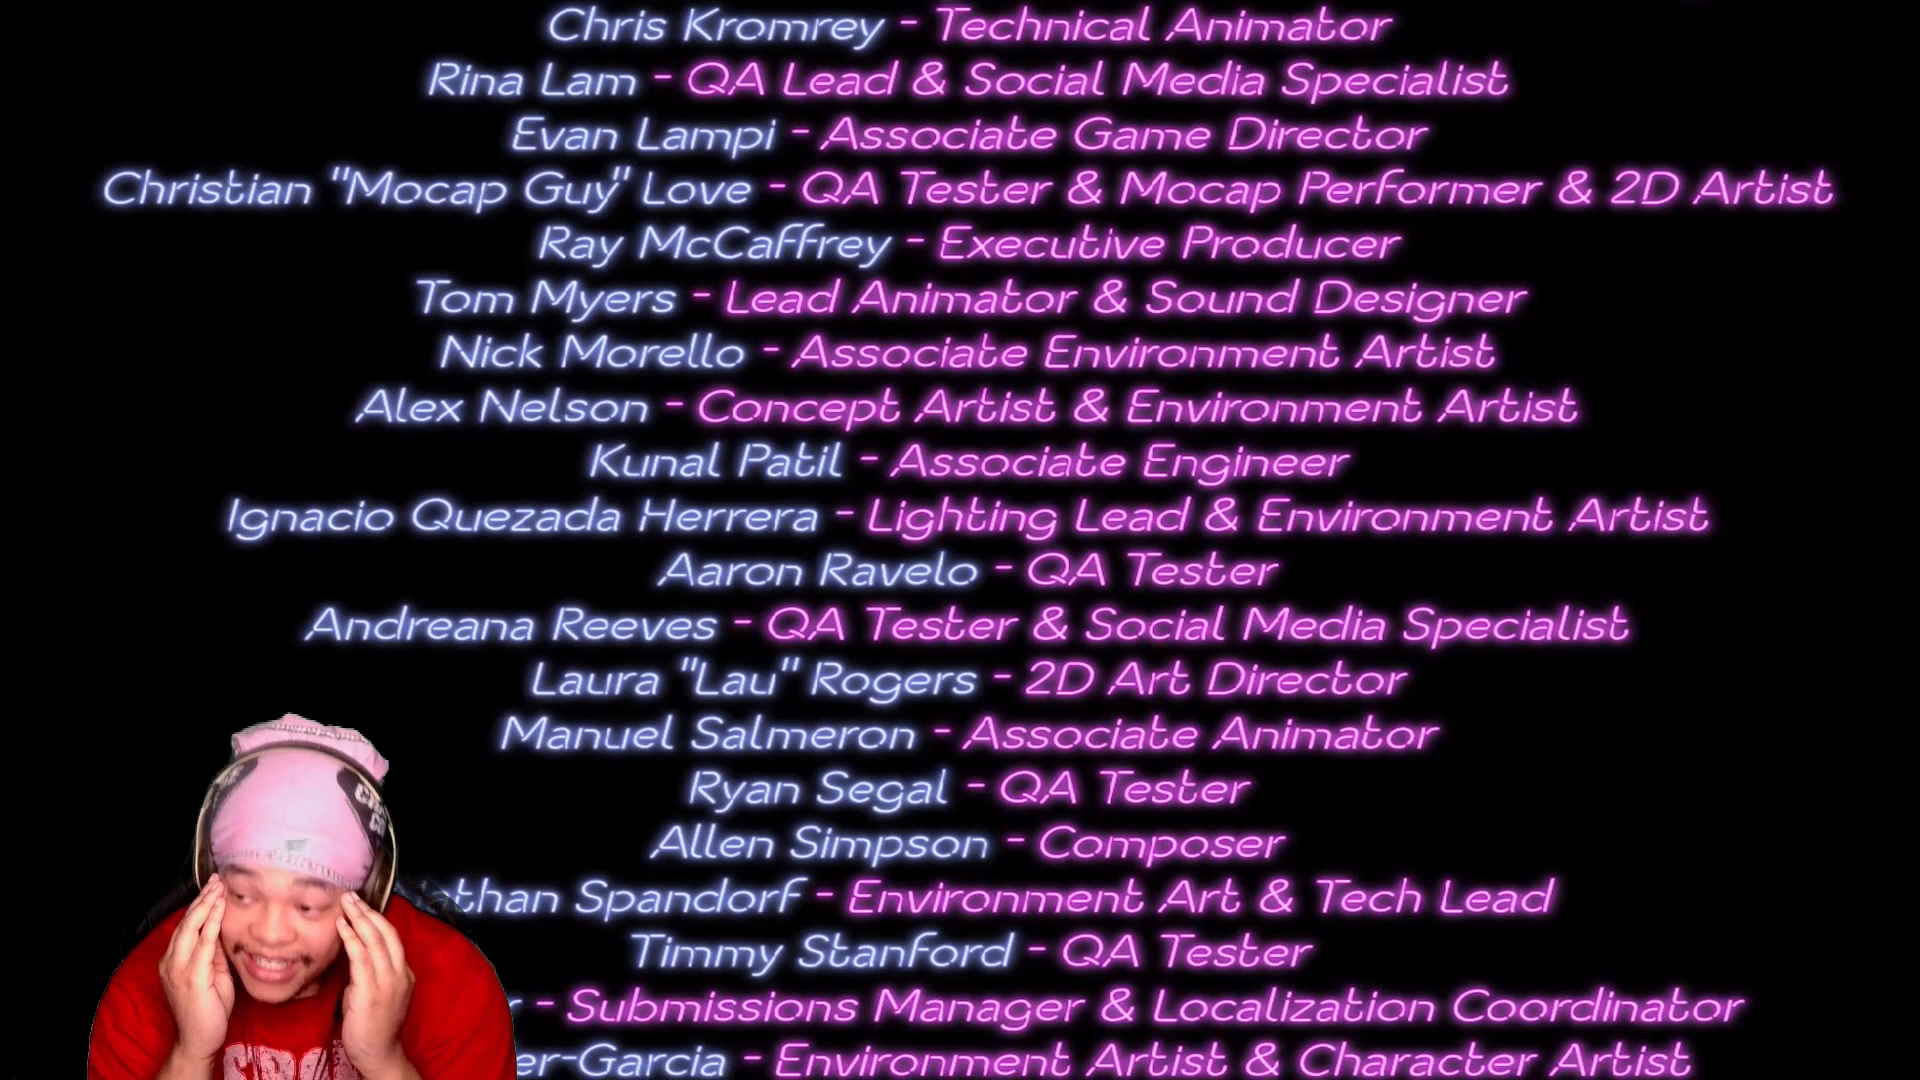 Chris Kromrey - Technical Animator
Rina Lam - QA Lead & Social Media Specialist
Evan Lampi - Associate Game Director
Christian "Mocap Guy" Love - QA Tester & Mocap Performer & 2D Artist
Ray McCaffrey - Executive Producer
Tom Myers - Lead Animator & Sound Designer
Nick Morello - Associate Environment Artist
Alex Nelson - Concept Artist & Environment Artist
Kunal Patil - Associate Engineer
Ignacio Quezada Herrera - Lighting Lead & Environment Artist
Aaron Ravelo - QA Tester
Andreana Reeves - QA Tester & Social Media Specialist
Laura "Lau" Rogers - 2D Art Director
Manuel Salmeron - Associate Animator
Ryan Segal - QA Tester
Allen Simpson - Composer
Spandorf - Environment Art & Tech Lead
Timmy Stanford - QA Tester
- Submissions Manager & Localization Coordinator
Garcia - Environment Artist & Character Artist